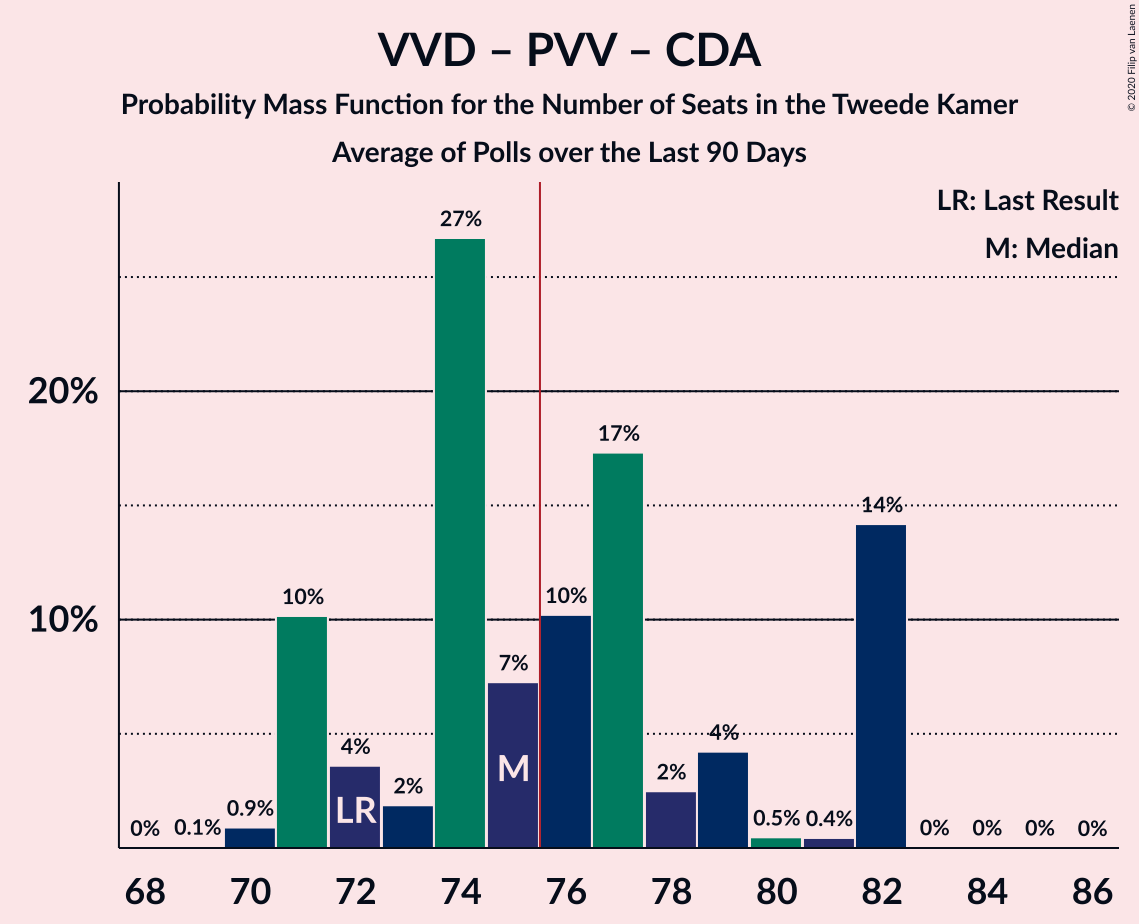 VVD – PVV – CDA
Probability Mass Function for the Number of Seats in the Tweede Kamer
Average of Polls over the Last 90 Days
© 2020 Filip van Laenen
LR: Last Result
M: Median
20%
10%
0%
0.1%
0.9%
10%
4%
2%
27%
7%
10%
17%
2%
4%
0.5%
0.4%
14%
0%
0%
0%
0%
LR
M
68 70 72 74 76 78 80 82 84 86